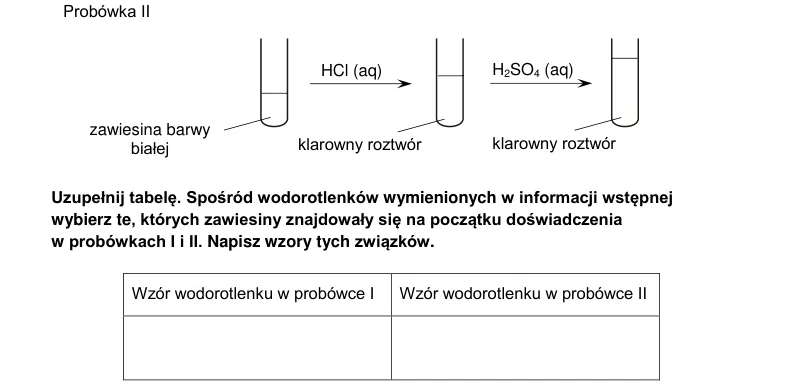 Probówka II
HCl (aq)
H₂SO₄ (aq)
zawiesina barwy
białej
klarowny roztwór
klarowny roztwór
Uzupełnij tabelę. Spośród wodorotlenków wymienionych w informacji wstępnej
wybierz te, których zawiesiny znajdowały się na początku doświadczenia
w probówkach I i II. Napisz wzory tych związków.
Wzór wodorotlenku w probówce I
Wzór wodorotlenku w probówce II